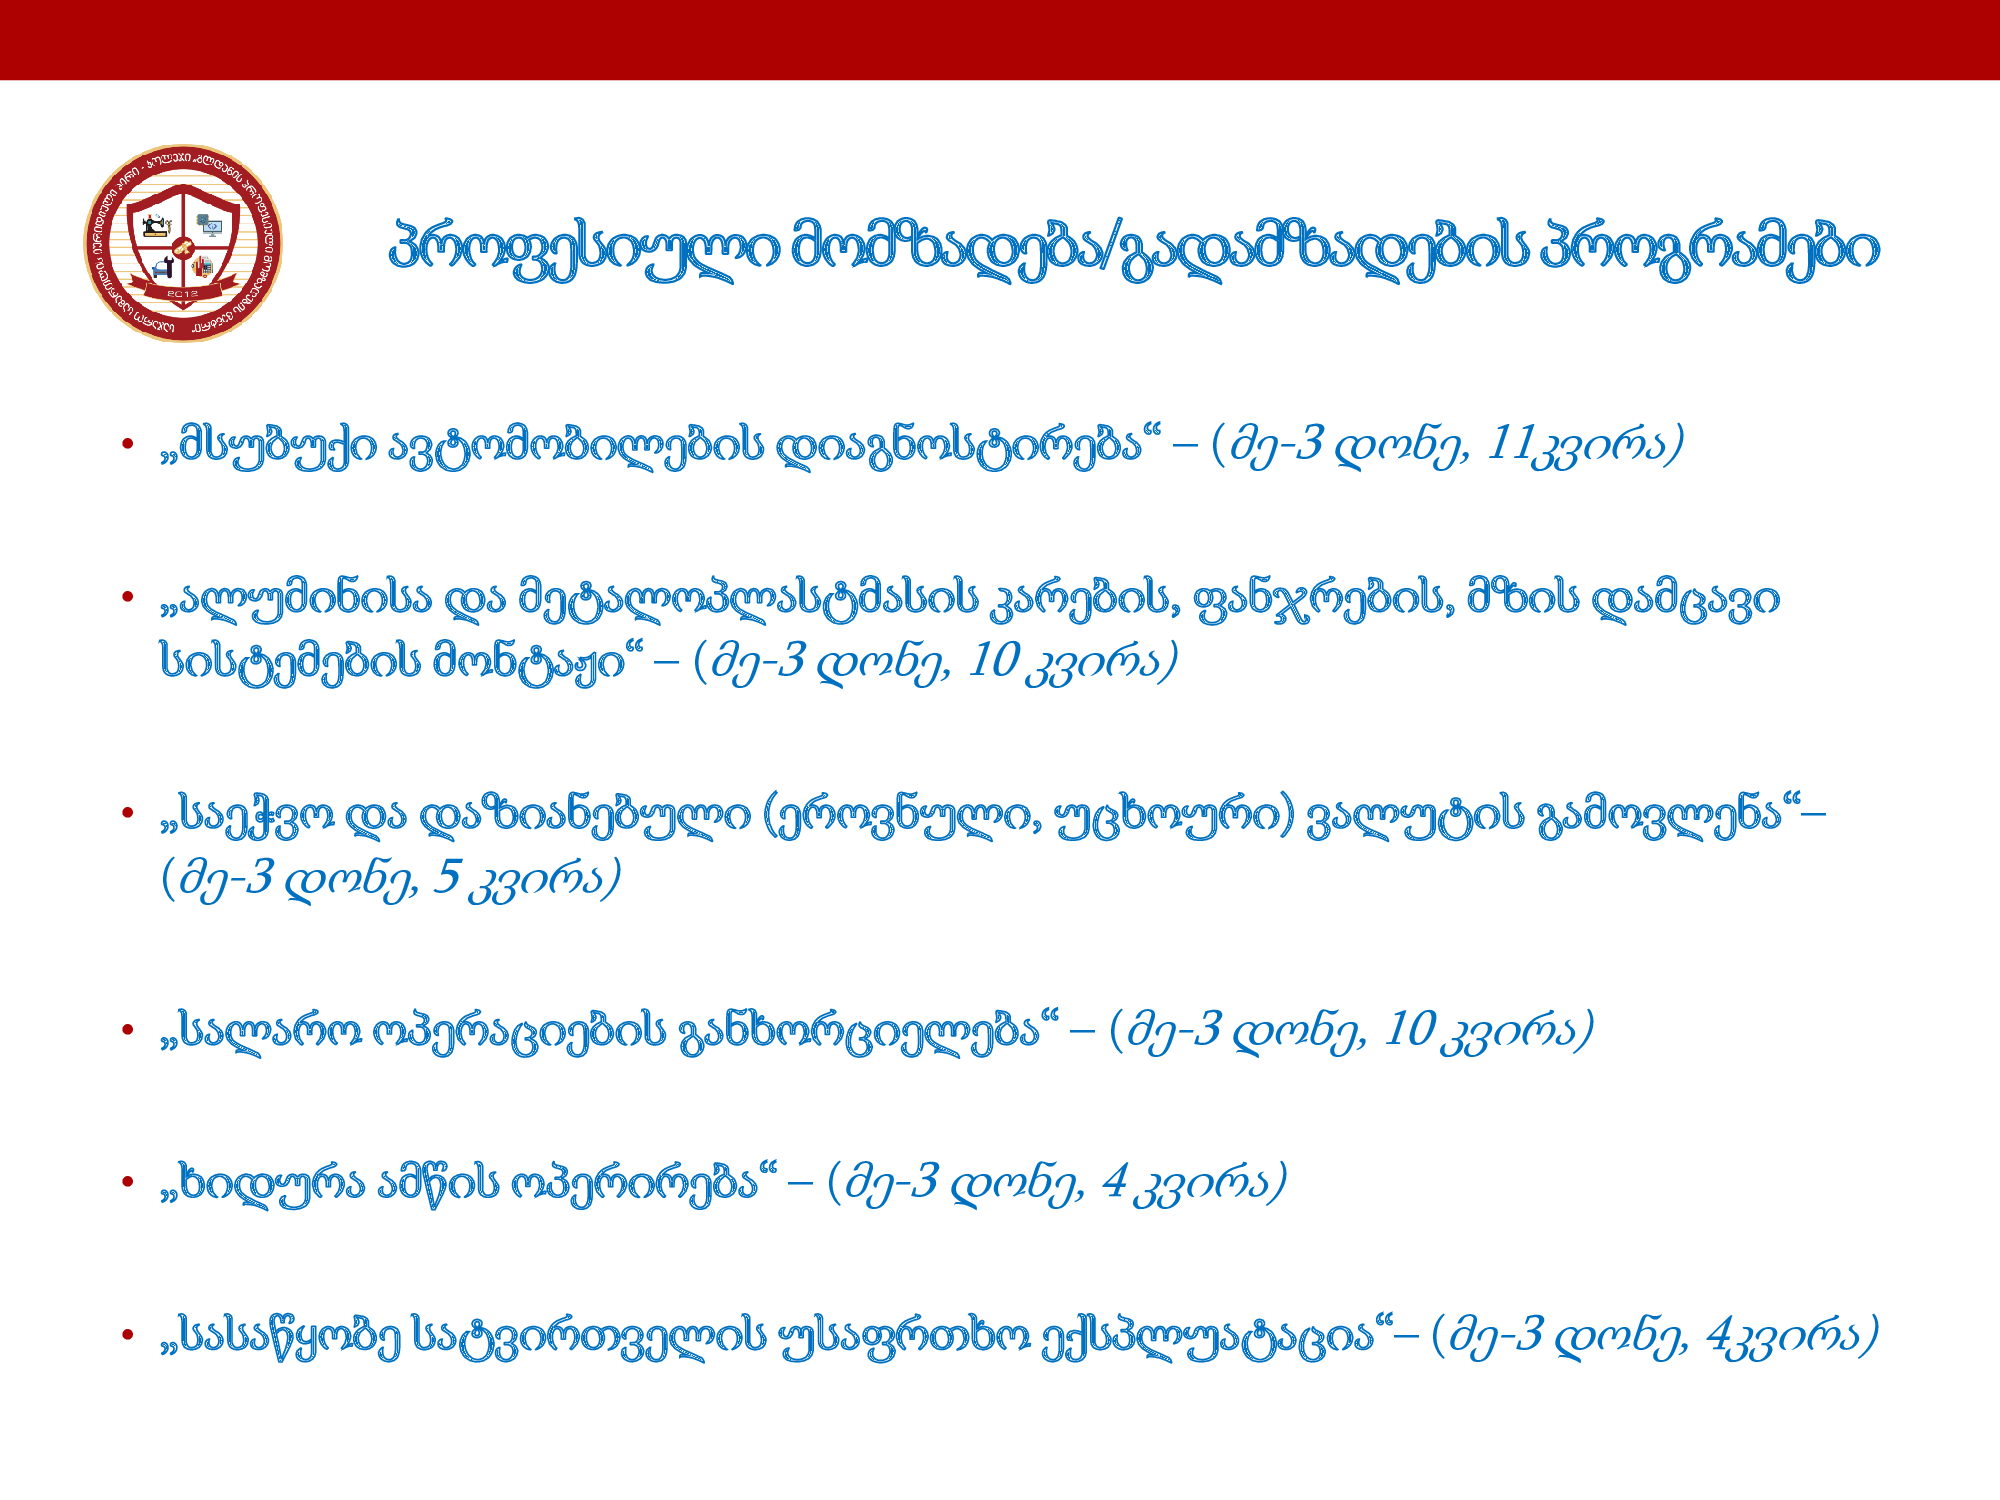 პროფესიული მომზადება/გადამზადების პროგრამები
• „მსუბუქი ავტომობილების დიაგნოსტირება“ – (მე-3 დონე, 11კვირა)
• „ალუმინისა და მეტალოპლასტმასის კარების, ფანჯრების, მზის დამცავი
სისტემების მონტაჟი“ – (მე-3 დონე, 10 კვირა)
• „საეჭვო და დაზიანებული (ეროვნული, უცხოური) ვალუტის გამოვლენა“–
(მე-3 დონე, 5 კვირა)
• „სალარო ოპერაციების განხორციელება“ – (მე-3 დონე, 10 კვირა)
• „ხიდურა ამწის ოპერირება“ – (მე-3 დონე, 4 კვირა)
• „სასაწყობე სატვირთველის უსაფრთხო ექსპლუატაცია“– (მე-3 დონე, 4კვირა)
2012